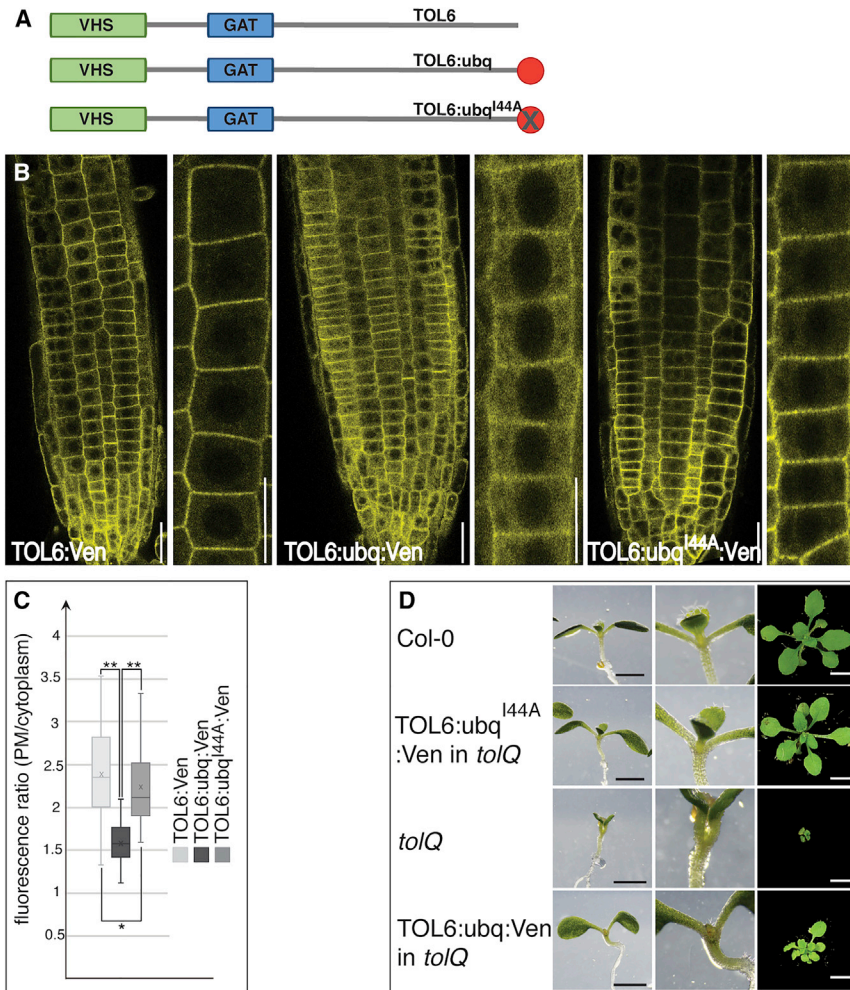 A
TOL6
VHS GAT
TOL6:ubq
VHS GAT
TOL6:ubqI44A
VHS GAT X
B
TOL6:Ven
TOL6:ubq:Ven
TOL6:ubqI44A:Ven
C
fluorescence ratio (PM/cytoplasm)
4
3.5
3
2.5
2
1.5
1
0.5
** **
*
x
x
x
TOL6:Ven
TOL6:ubq:Ven
TOL6:ubqI44A:Ven
D
Col-0
TOL6:ubqI44A
:Ven in tolQ
tolQ
TOL6:ubq:Ven
in tolQ